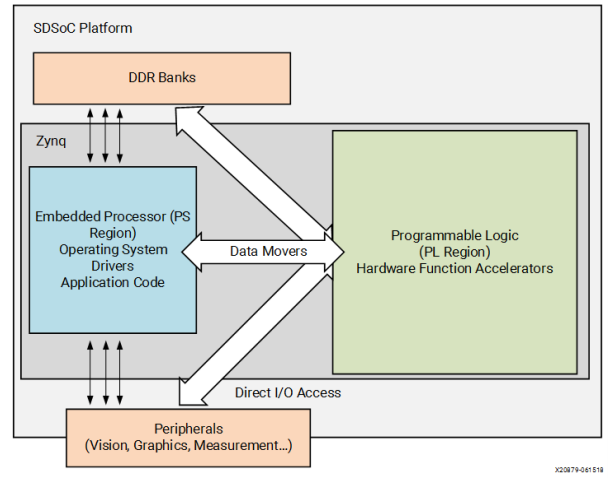 SDSoC Platform
DDR Banks
Zynq
Embedded Processor (PS
Region)
Operating System
Drivers
Application Code
Data Movers
Programmable Logic
(PL Region)
Hardware Function Accelerators
Direct I/O Access
Peripherals
(Vision, Graphics, Measurement...)
X20879-061518